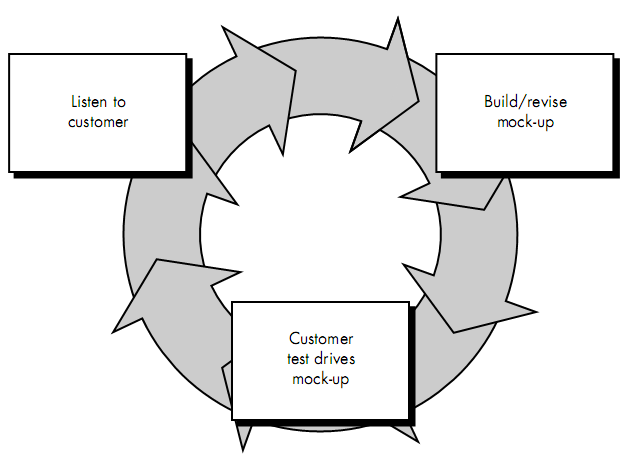 Listen to
customer
Build/revise
mock-up
Customer
test drives
mock-up